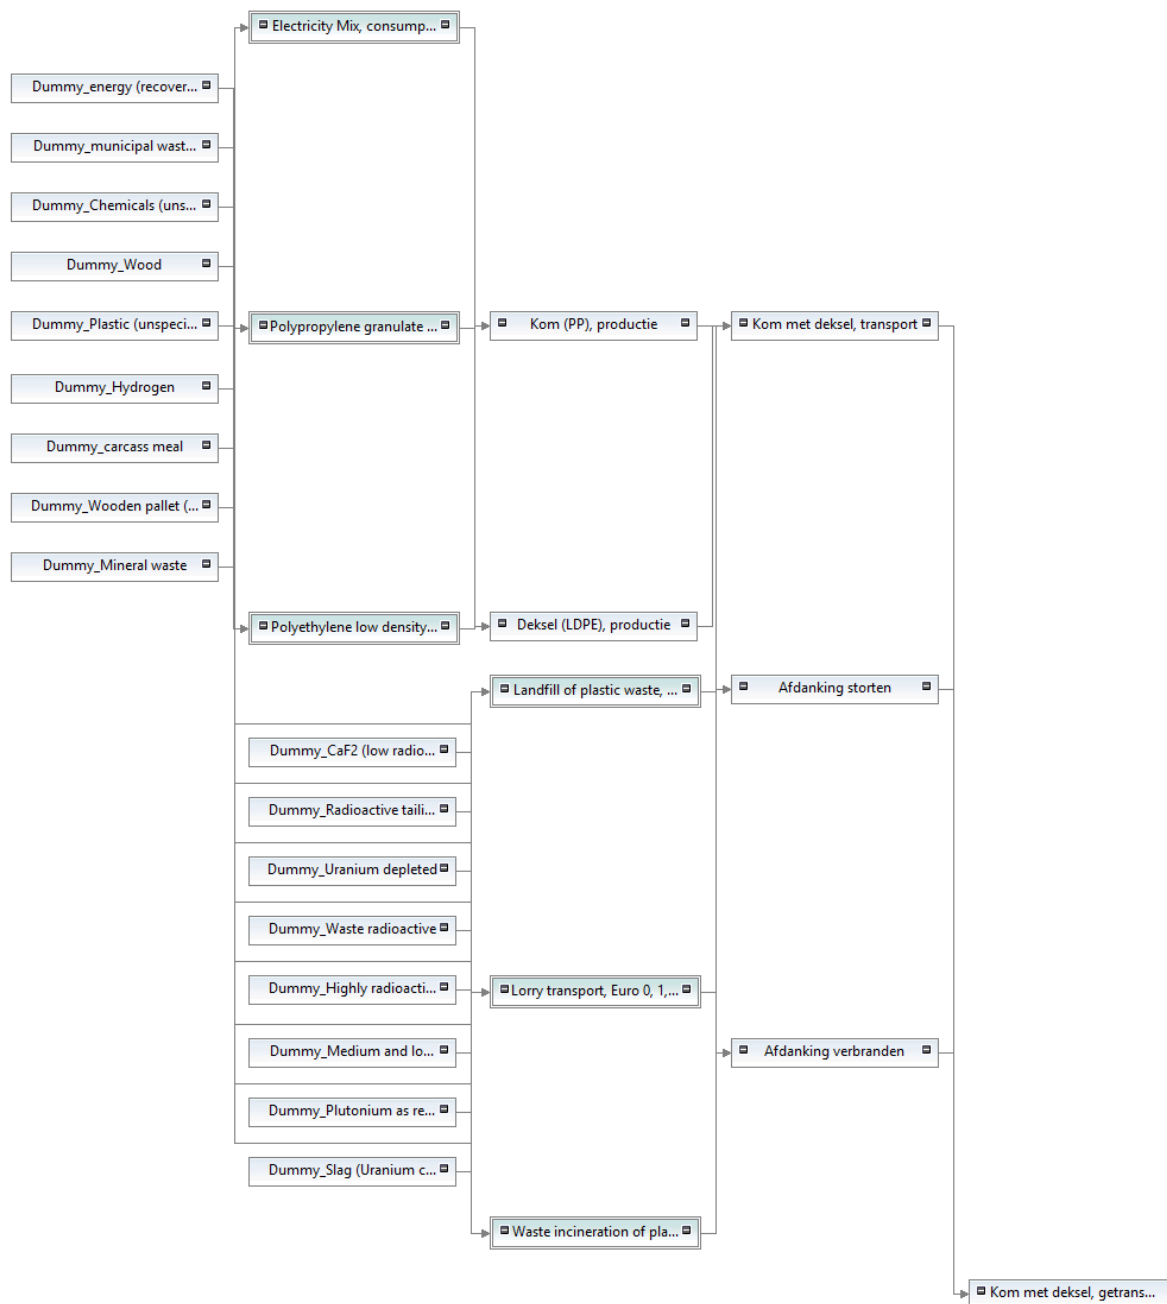 Electricity Mix, consump...
Dummy_energy (recover...
Dummy_municipal wast...
Dummy_Chemicals (uns...
Dummy_Wood
Dummy_Plastic (unspeci...
Polypropylene granulate ...
Kom (PP), productie
Kom met deksel, transport
Dummy_Hydrogen
Dummy_carcass meal
Dummy_Wooden pallet (...
Dummy_Mineral waste
Polyethylene low density...
Deksel (LDPE), productie
Landfill of plastic waste, ...
Afdanking storten
Dummy_CaF2 (low radio...
Dummy_Radioactive taili...
Dummy_Uranium depleted
Dummy_Waste radioactive
Dummy_Highly radioacti...
Lorry transport, Euro 0, 1,...
Dummy_Medium and lo...
Afdanking verbranden
Dummy_Plutonium as re...
Dummy_Slag (Uranium c...
Waste incineration of pla...
Kom met deksel, getrans...